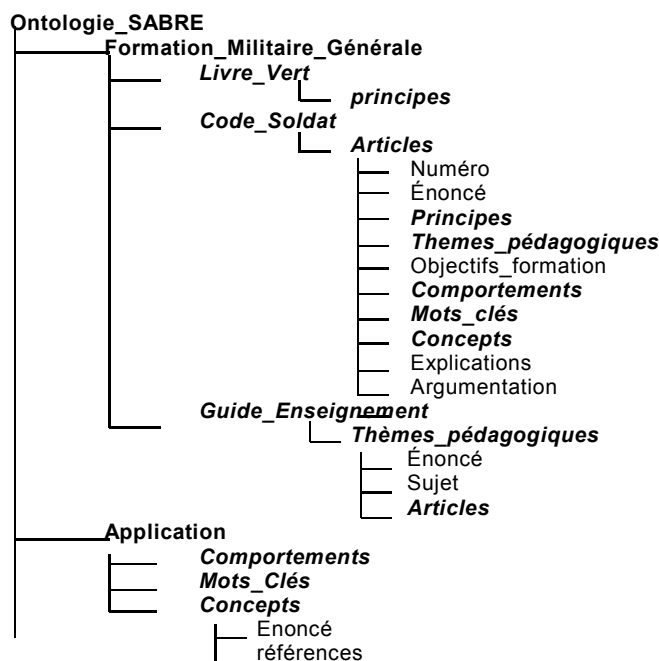 Ontologie_SABRE
Formation_Militaire_Générale
Livre_Vert
principes
Code_Soldat
Articles
Numéro
Énoncé
Principes
Themes_pédagogiques
Objectifs_formation
Comportements
Mots_clés
Concepts
Explications
Argumentation
Guide_Enseignement
Thèmes_pédagogiques
Énoncé
Sujet
Articles
Application
Comportements
Mots_Clés
Concepts
Enoncé
références